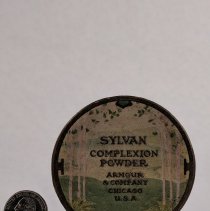 SYLVAN
COMPLEXION
POWDER
ARMOUR
& COMPANY
CHICAGO
U.S.A.